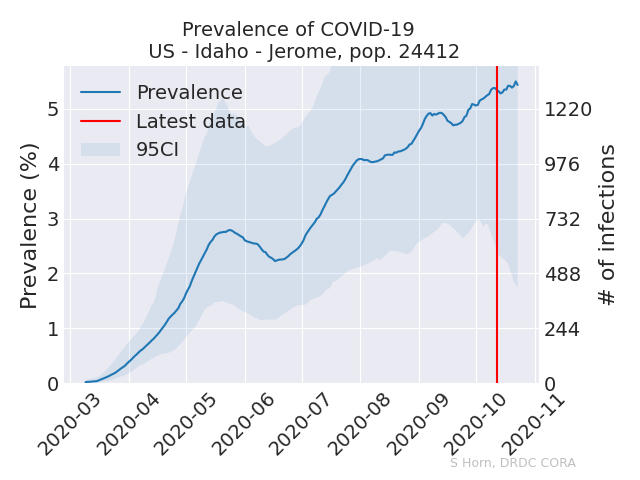 Prevalence of COVID-19
US - Idaho - Jerome, pop. 24412
Prevalence
Latest data
95CI
Prevalence (%)
5
4
3
2
1
0
1220
976
732
488
244
0
# of infections
2020-03
2020-04
2020-05
2020-06
2020-07
2020-08
2020-09
2020-10
2020-11
S Horn, DRDC CORA